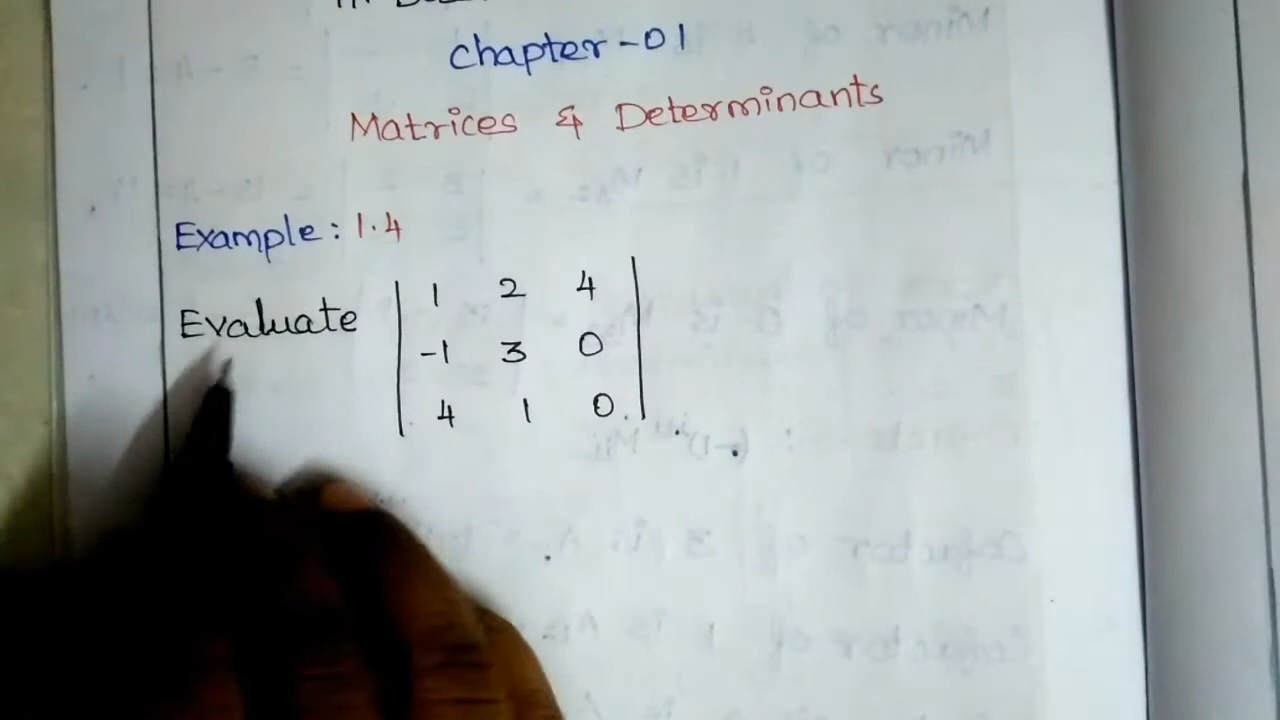 chapter-01
Matrices & Determinants
Example: 1.4
Evaluate | 1 2 4 |
| -1 3 0 |
| 4 1 0 |